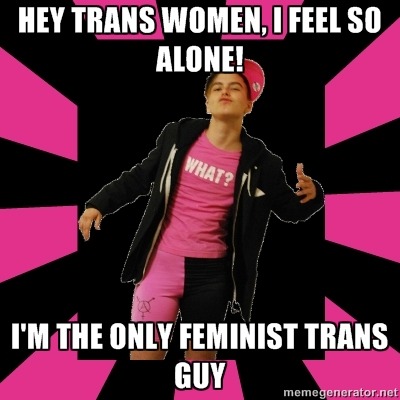 HEY TRANS WOMEN, I FEEL SO
ALONE!
WHAT?
I'M THE ONLY FEMINIST TRANS
GUY
memegenerator.net